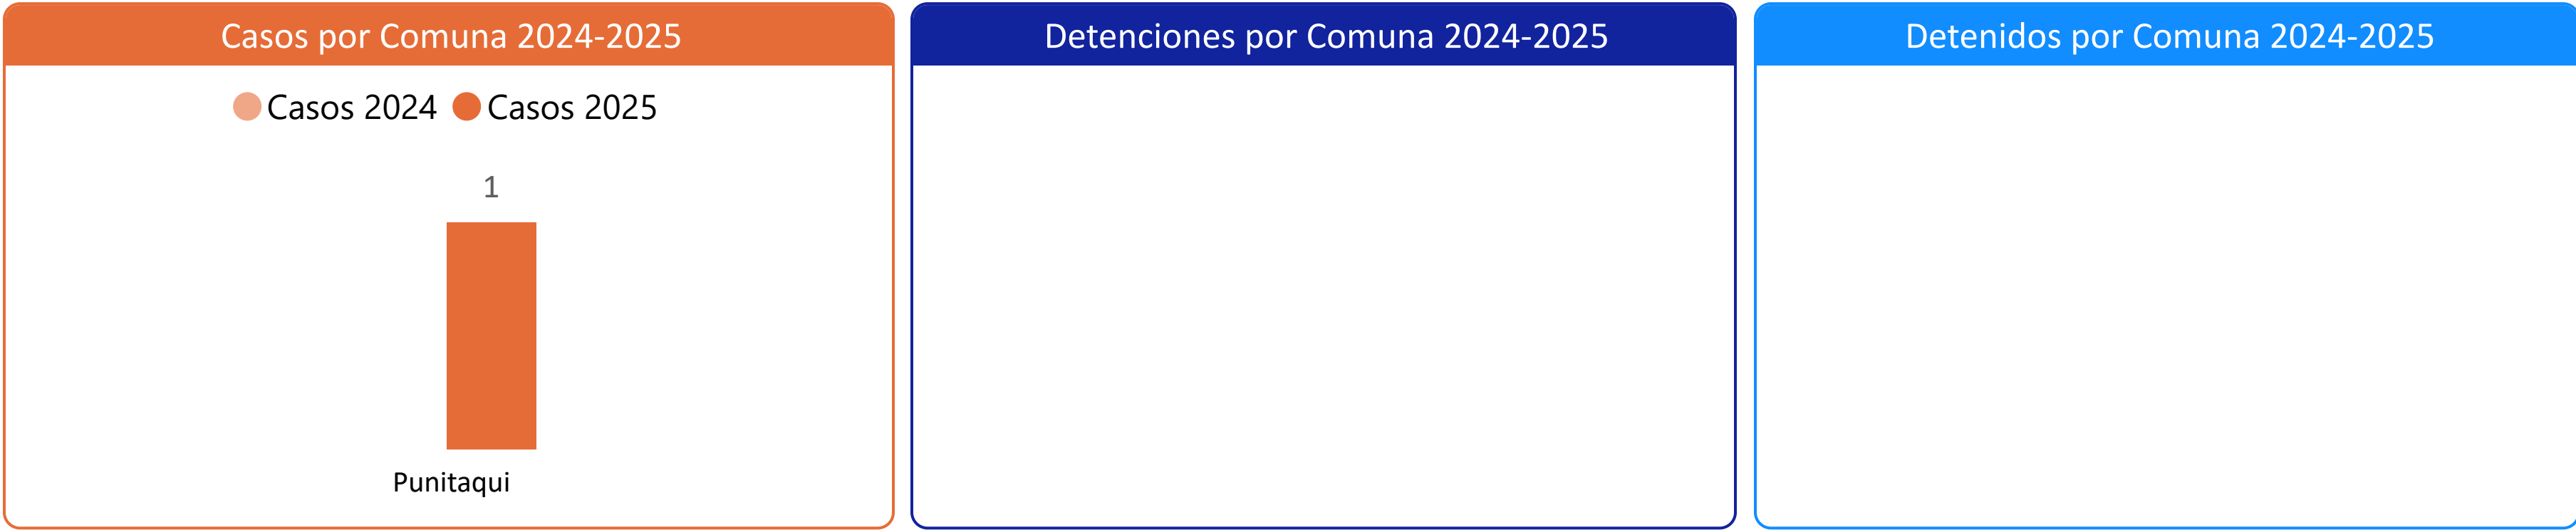 Casos por Comuna 2024-2025
Casos 2024 Casos 2025
1
Punitaqui
Detenciones por Comuna 2024-2025
Detenidos por Comuna 2024-2025